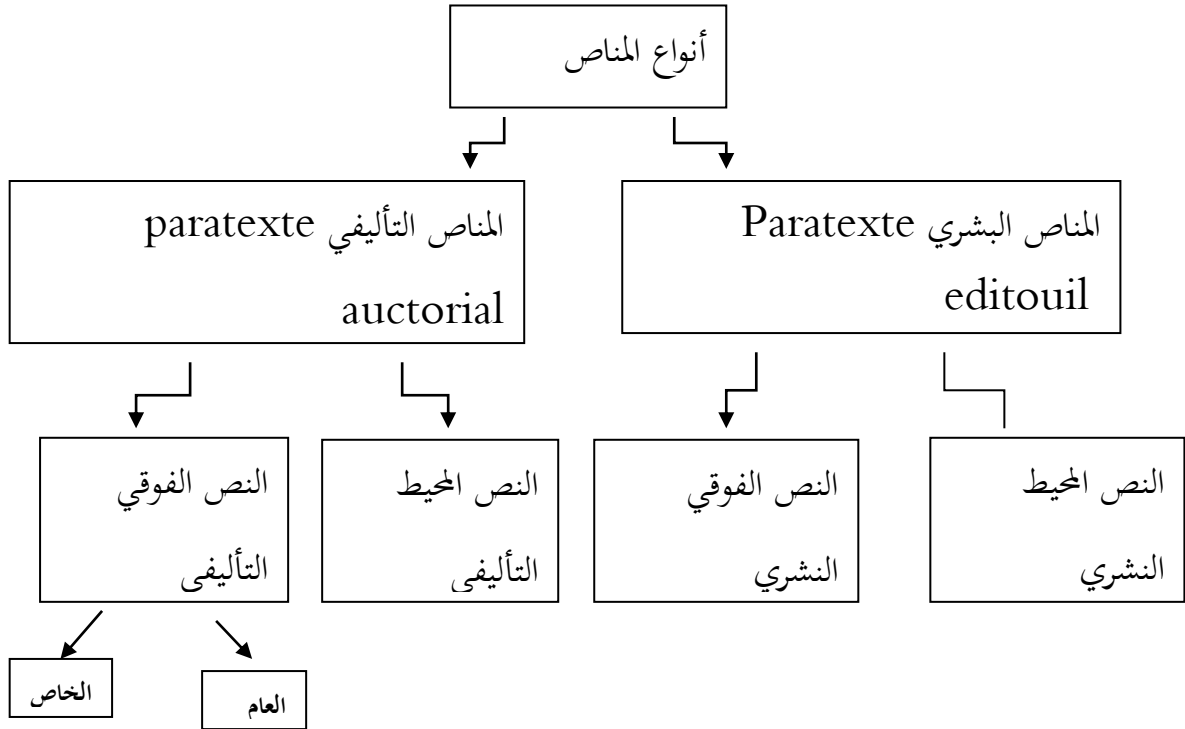 أنواع المناص
المناص البشري Paratexte
editouil
المناص التأليفي paratexte
auctorial
النص المحيط
النشري
النص الفوقي
النشري
النص المحيط
التأليفي
النص الفوقي
التأليفي
العام
الخاص